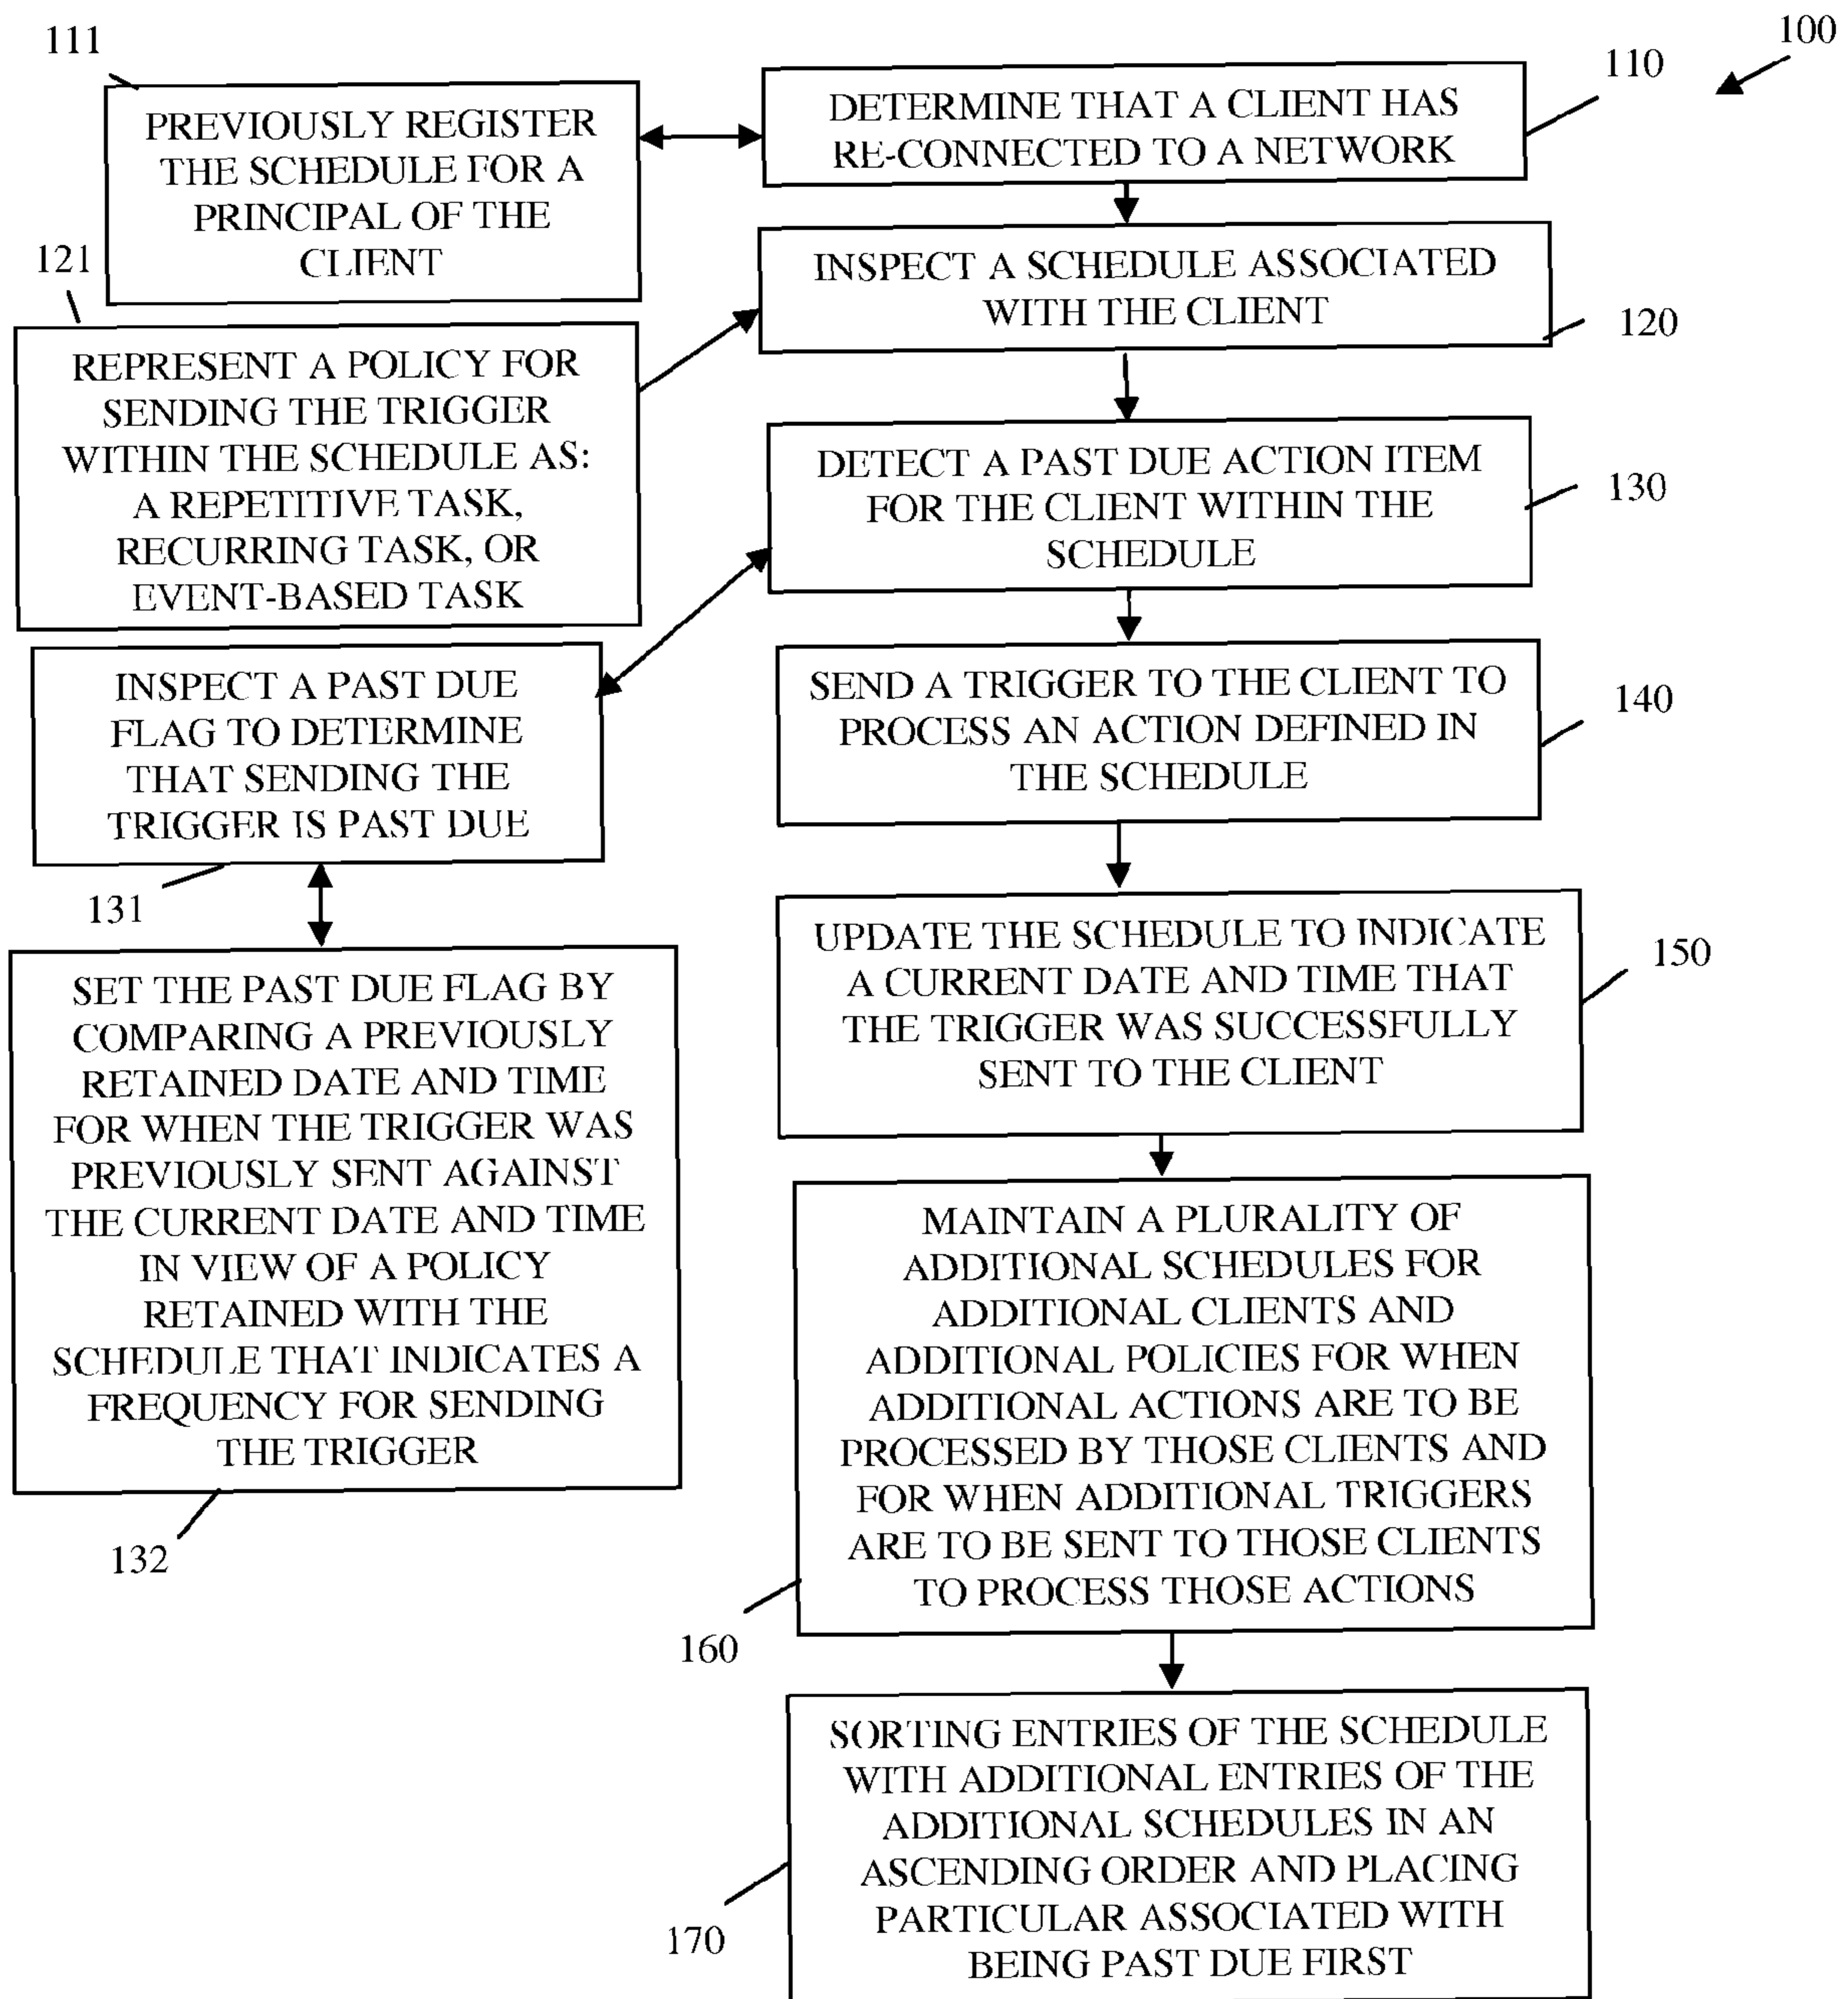 100
111
PREVIOUSLY REGISTER
THE SCHEDULE FOR A
PRINCIPAL OF THE
CLIENT
110
DETERMINE THAT A CLIENT HAS
RE-CONNECTED TO A NETWORK
121
REPRESENT A POLICY FOR
SENDING THE TRIGGER
WITHIN THE SCHEDULE AS:
A REPETITIVE TASK,
RECURRING TASK, OR
EVENT-BASED TASK
INSPECT A SCHEDULE ASSOCIATED
WITH THE CLIENT
120
DETECT A PAST DUE ACTION ITEM
FOR THE CLIENT WITHIN THE
SCHEDULE
130
INSPECT A PAST DUE
FLAG TO DETERMINE
THAT SENDING THE
TRIGGER IS PAST DUE
131
SEND A TRIGGER TO THE CLIENT TO
PROCESS AN ACTION DEFINED IN
THE SCHEDULE
140
SET THE PAST DUE FLAG BY
COMPARING A PREVIOUSLY
RETAINED DATE AND TIME
FOR WHEN THE TRIGGER WAS
PREVIOUSLY SENT AGAINST
THE CURRENT DATE AND TIME
IN VIEW OF A POLICY
RETAINED WITH THE
SCHEDULE THAT INDICATES A
FREQUENCY FOR SENDING
THE TRIGGER
132
UPDATE THE SCHEDULE TO INDICATE
A CURRENT DATE AND TIME THAT
THE TRIGGER WAS SUCCESSFULLY
SENT TO THE CLIENT
150
MAINTAIN A PLURALITY OF
ADDITIONAL SCHEDULES FOR
ADDITIONAL CLIENTS AND
ADDITIONAL POLICIES FOR WHEN
ADDITIONAL ACTIONS ARE TO BE
PROCESSED BY THOSE CLIENTS AND
FOR WHEN ADDITIONAL TRIGGERS
ARE TO BE SENT TO THOSE CLIENTS
TO PROCESS THOSE ACTIONS
160
SORTING ENTRIES OF THE SCHEDULE
WITH ADDITIONAL ENTRIES OF THE
ADDITIONAL SCHEDULES IN AN
ASCENDING ORDER AND PLACING
PARTICULAR ASSOCIATED WITH
BEING PAST DUE FIRST
170